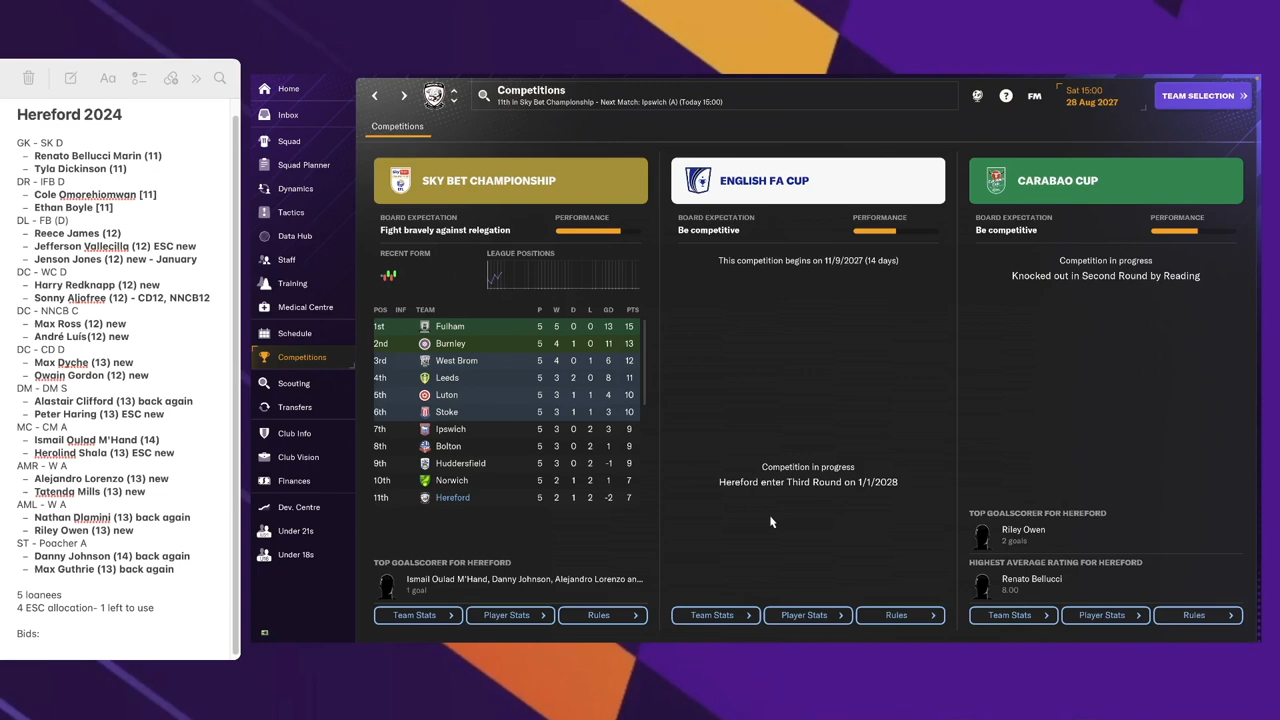 Aa
Hereford 2024
GK - SK D
– Renato Bellucci Marin (11)
– Tyla Dickinson (11)
DR - IFB D
– Cole Omorehiomwan [11]
– Ethan Boyle [11]
DL - FB (D)
– Reece James (12)
– Jefferson Vallecilla (12) ESC new
– Jenson Jones (12) new - January
DC - WC D
– Harry Redknapp (12) new
– Sonny Aljofree (12) - CD12, NNCB12
DC - NNCB C
– Max Ross (12) new
– André Luís(12) new
DC - CD D
– Max Dyche (13) new
– Owain Gordon (12) new
DM - DM S
– Alastair Clifford (13) back again
– Peter Haring (13) ESC new
MC - CM A
– Ismail Oulad M'Hand (14)
– Herolind Shala (13) ESC new
AMR - W A
– Alejandro Lorenzo (13) new
– Tatenda Mills (13) new
AML - W A
– Nathan Dlamini (13) back again
– Riley Owen (13) new
ST - Poacher A
– Danny Johnson (14) back again
– Max Guthrie (13) back again
5 loanees
4 ESC allocation- 1 left to use
Bids:
Home
Inbox
Squad
Squad Planner
Dynamics
Tactics
Data Hub
Staff
Training
Medical Centre
Schedule
Competitions
Scouting
Transfers
Club Info
Club Vision
Finances
Dev. Centre
Under 21s
Under 18s
Competitions
11th in Sky Bet Championship - Next Match: Ipswich (A) (Today 15:00)
?
FM
Sat 15:00
28 Aug 2027
TEAM SELECTION
Competitions
SKY BET CHAMPIONSHIP
BOARD EXPECTATION PERFORMANCE
Fight bravely against relegation
RECENT FORM LEAGUE POSITIONS
POS INF TEAM P W D L GD PTS
1st Fulham 5 5 0 0 13 15
2nd Burnley 5 4 1 0 11 13
3rd West Brom 5 4 0 1 6 12
4th Leeds 5 3 2 0 8 11
5th Luton 5 3 1 1 4 10
6th Stoke 5 3 1 1 3 10
7th Ipswich 5 3 0 2 3 9
8th Bolton 5 3 0 2 1 9
9th Huddersfield 5 3 0 2 -1 9
10th Norwich 5 2 1 2 1 7
11th Hereford 5 2 1 2 -2 7
TOP GOALSCORER FOR HEREFORD
Ismail Oulad M'Hand, Danny Johnson, Alejandro Lorenzo an...
1 goal
Team Stats Player Stats Rules
ENGLISH FA CUP
BOARD EXPECTATION PERFORMANCE
Be competitive
This competition begins on 11/9/2027 (14 days)
Competition in progress
Hereford enter Third Round on 1/1/2028
Team Stats Player Stats Rules
CARABAO CUP
BOARD EXPECTATION PERFORMANCE
Be competitive
Competition in progress
Knocked out in Second Round by Reading
TOP GOALSCORER FOR HEREFORD
Riley Owen
2 goals
HIGHEST AVERAGE RATING FOR HEREFORD
Renato Bellucci
8.00
Team Stats Player Stats Rules